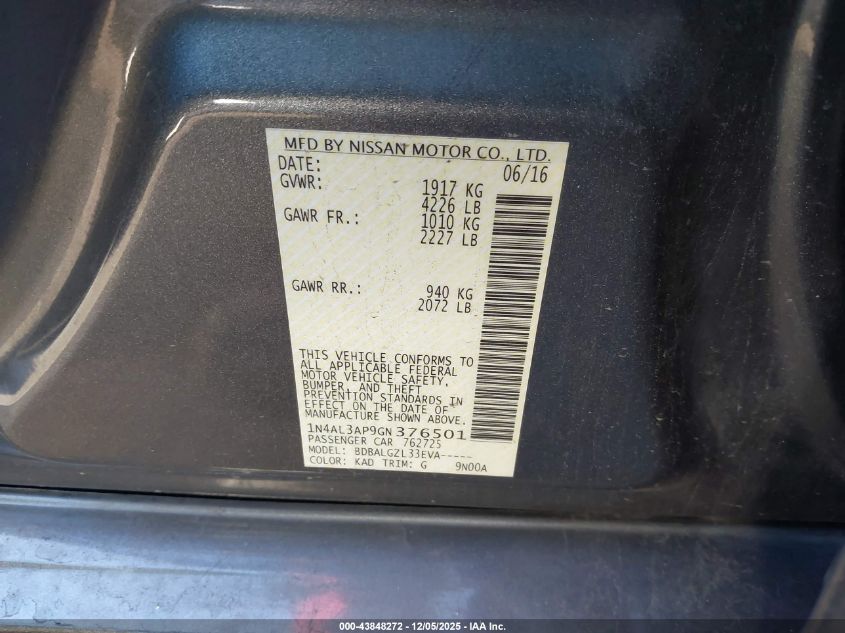 MFD BY NISSAN MOTOR CO., LTD.
DATE: 06/16
GVWR: 1917 KG
4226 LB
GAWR FR.: 1010 KG
2227 LB
GAWR RR.: 940 KG
2072 LB
THIS VEHICLE CONFORMS TO
ALL APPLICABLE FEDERAL
MOTOR VEHICLE SAFETY,
BUMPER, AND THEFT
PREVENTION STANDARDS IN
EFFECT ON THE DATE OF
MANUFACTURE SHOWN ABOVE.
1N4AL3AP9GN376501
PASSENGER CAR 762725
MODEL: BDBALGZL33EVA-----
COLOR: KAD TRIM: G 9N00A
000-43848272 - 12/05/2025 - IAA Inc.